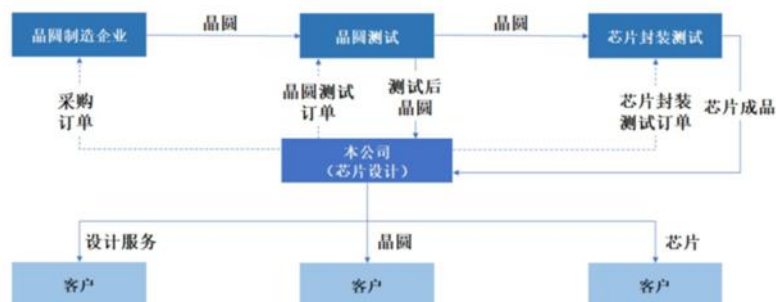 晶圆
晶圆
晶圆制造企业
晶圆测试
芯片封装测试
采购
订单
晶圆测试
订单
测试后
晶圆
芯片封装
测试订单
芯片成品
本公司
（芯片设计）
设计服务
晶圆
芯片
客户
客户
客户